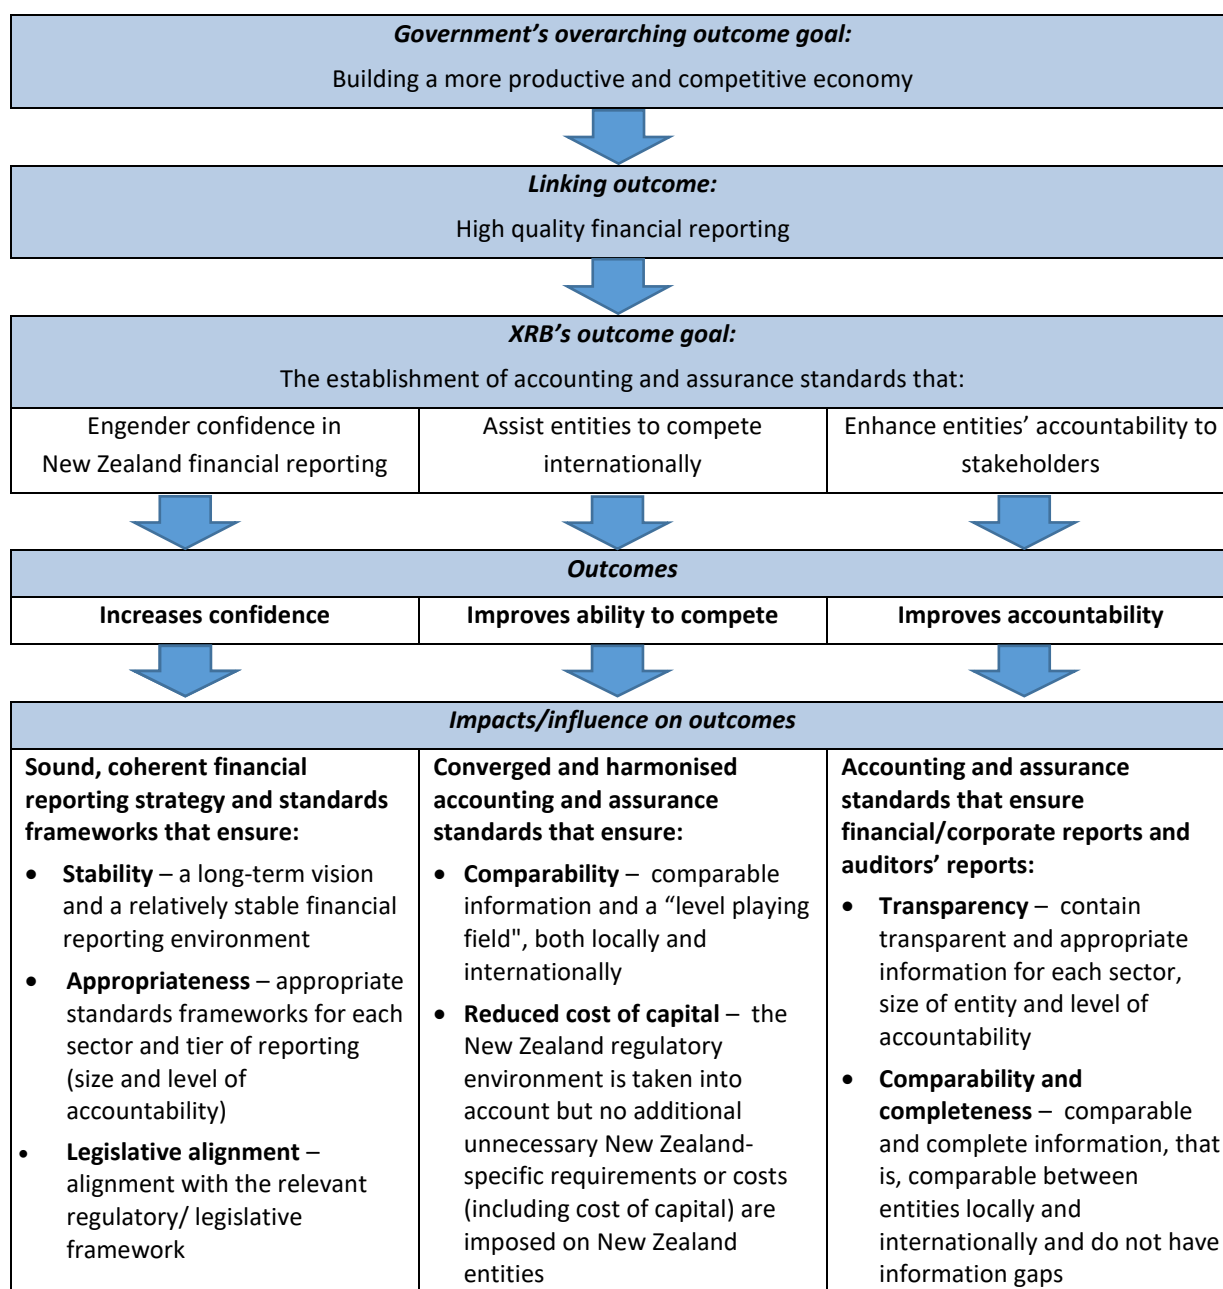 Government’s overarching outcome goal:
Building a more productive and competitive economy
Linking outcome:
High quality financial reporting
XRB’s outcome goal:
The establishment of accounting and assurance standards that:
Engender confidence in
New Zealand financial reporting
Assist entities to compete
internationally
Enhance entities’ accountability to
stakeholders
Outcomes
Increases confidence
Improves ability to compete
Improves accountability
Impacts/influence on outcomes
Sound, coherent financial
reporting strategy and standards
frameworks that ensure:
• Stability – a long-term vision
and a relatively stable financial
reporting environment
• Appropriateness – appropriate
standards frameworks for each
sector and tier of reporting
(size and level of
accountability)
• Legislative alignment –
alignment with the relevant
regulatory/ legislative
framework
Converged and harmonised
accounting and assurance
standards that ensure:
• Comparability – comparable
information and a “level playing
field", both locally and
internationally
• Reduced cost of capital – the
New Zealand regulatory
environment is taken into
account but no additional
unnecessary New Zealand-
specific requirements or costs
(including cost of capital) are
imposed on New Zealand
entities
Accounting and assurance
standards that ensure
financial/corporate reports and
auditors’ reports:
• Transparency – contain
transparent and appropriate
information for each sector,
size of entity and level of
accountability
• Comparability and
completeness – comparable
and complete information, that
is, comparable between
entities locally and
internationally and do not have
information gaps